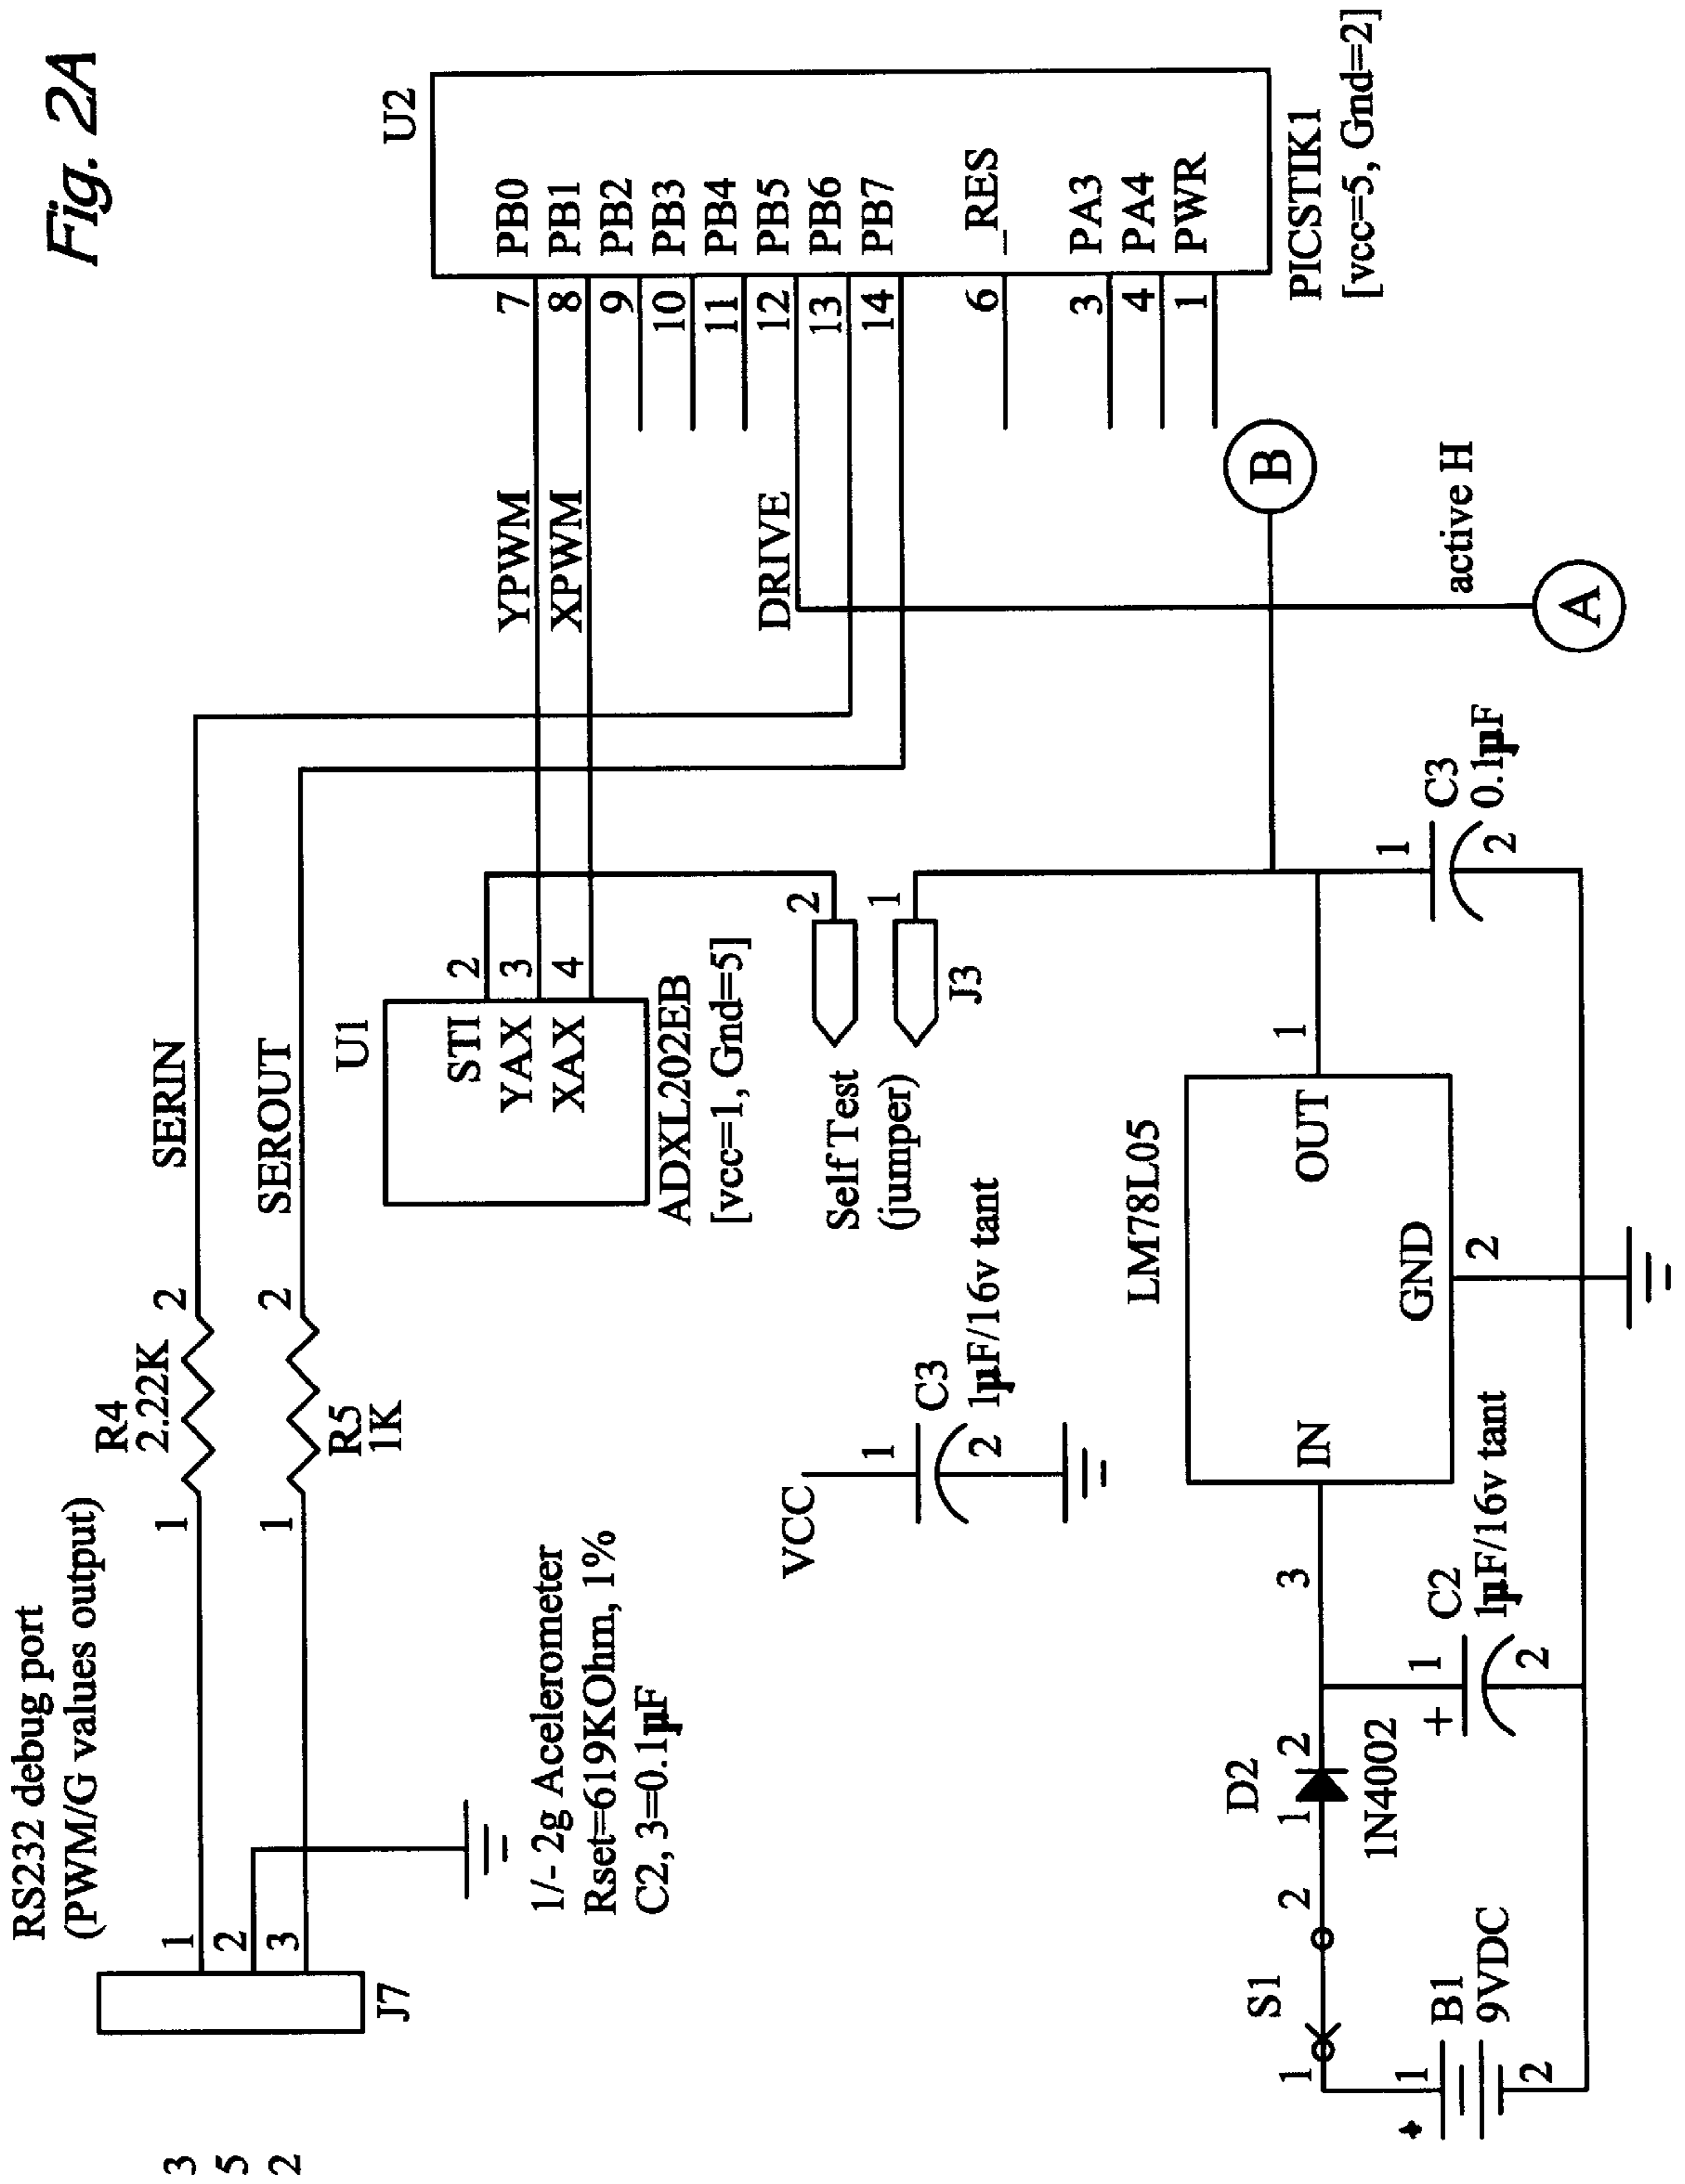 Fig. 2A
RS232 debug port
(PWM/G values output)
3
5
2
1
2
3
J7
R4
2.22K
1
2
SERIN
R5
1K
1
2
SEROUT
1/- 2g Acelerometer
Rset=619KOhm, 1%
C2, 3=0.1µF
U1
STI
YAX
XAX
2
3
4
ADXL202EB
[vcc=1, Gnd=5]
YPWM
XPWM
DRIVE
U2
7
8
9
10
11
12
13
14
6
3
4
1
PB0
PB1
PB2
PB3
PB4
PB5
PB6
PB7
_RES
PA3
PA4
PWR
PICSTIK1
[vcc=5, Gnd=2]
Self Test
(jumper)
2
1
J3
VCC
1
C3
1µF/16v tant
2
B
active H
A
S1
1
2
D2
1
2
1N4002
3
LM78L05
IN
OUT
GND
1
2
+
1
B1
9VDC
2
+
1
C2
1µF/16v tant
2
1
C3
0.1µF
2